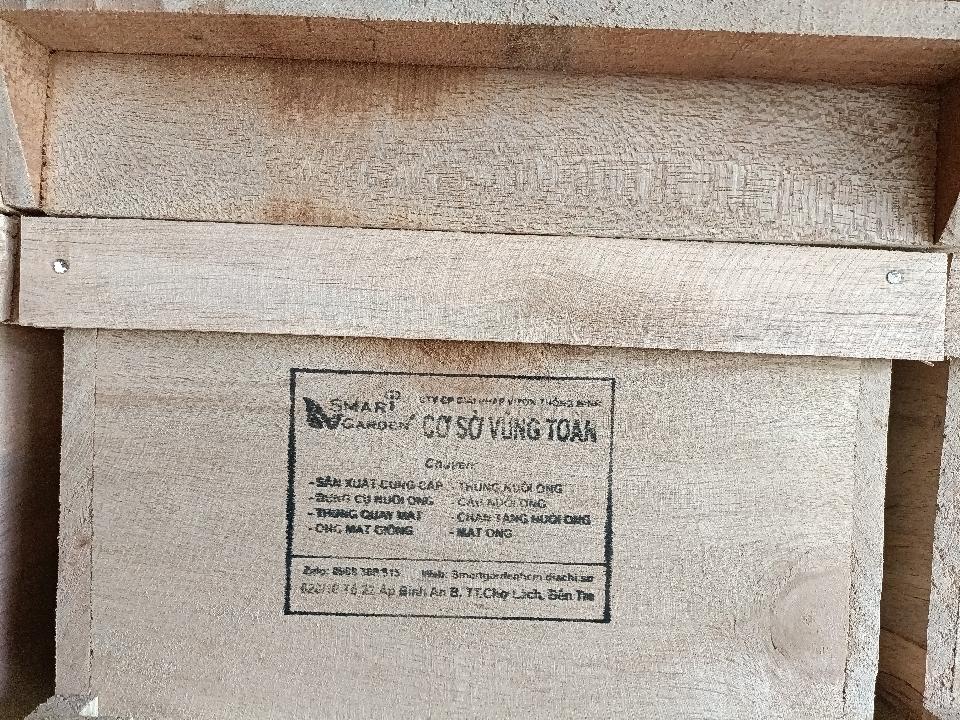 SMART GARDEN
CƠ SỞ VŨNG TOÀN
Chuyên:
- SẢN XUẤT CUNG CẤP - THÙNG NUÔI ONG
- DỤNG CỤ NUÔI ONG - CẦU NUÔI ONG
- THÙNG QUAY MẬT - CHÂN TẦNG NUÔI ONG
- ONG MẬT GIỐNG - MẬT ONG
Zalo: Web:
Ấp Bình An B, TT.Chợ Lách, Bến Tre